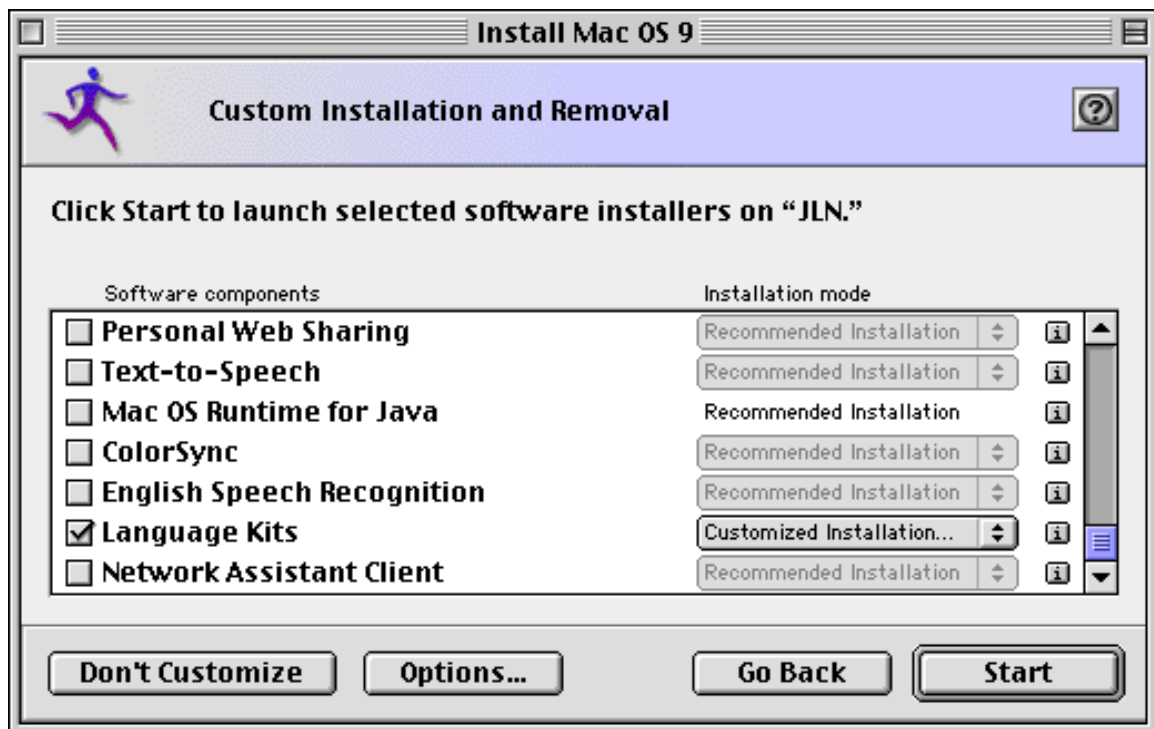 Install Mac OS 9
Custom Installation and Removal
?
Click Start to launch selected software installers on “JLN.”
Software components Installation mode
Personal Web Sharing Recommended Installation i
Text-to-Speech Recommended Installation i
Mac OS Runtime for Java Recommended Installation i
ColorSync Recommended Installation i
English Speech Recognition Recommended Installation i
Language Kits Customized Installation... i
Network Assistant Client Recommended Installation i
Don't Customize Options... Go Back Start